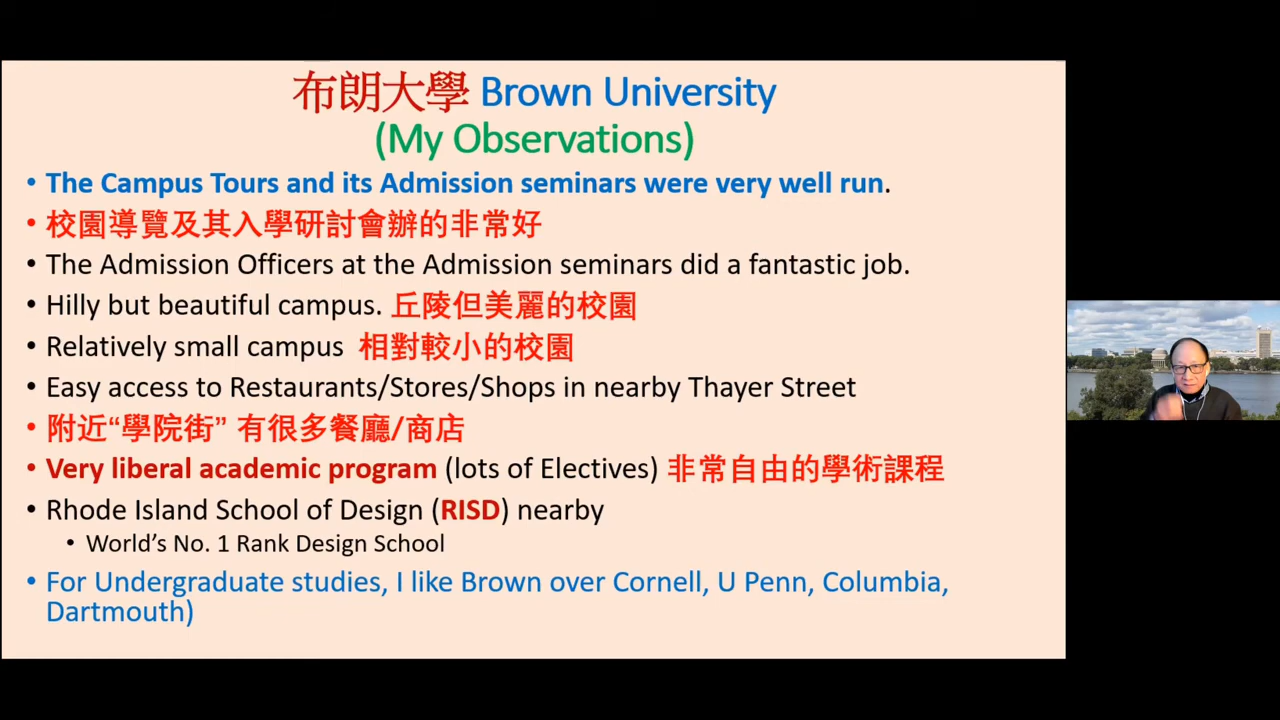 布朗大學 Brown University
(My Observations)
• The Campus Tours and its Admission seminars were very well run.
• 校園導覽及其入學研討會辦的非常好
• The Admission Officers at the Admission seminars did a fantastic job.
• Hilly but beautiful campus. 丘陵但美麗的校園
• Relatively small campus 相對較小的校園
• Easy access to Restaurants/Stores/Shops in nearby Thayer Street
• 附近“學院街” 有很多餐廳/商店
• Very liberal academic program (lots of Electives) 非常自由的學術課程
• Rhode Island School of Design (RISD) nearby
• World’s No. 1 Rank Design School
• For Undergraduate studies, I like Brown over Cornell, U Penn, Columbia,
Dartmouth)